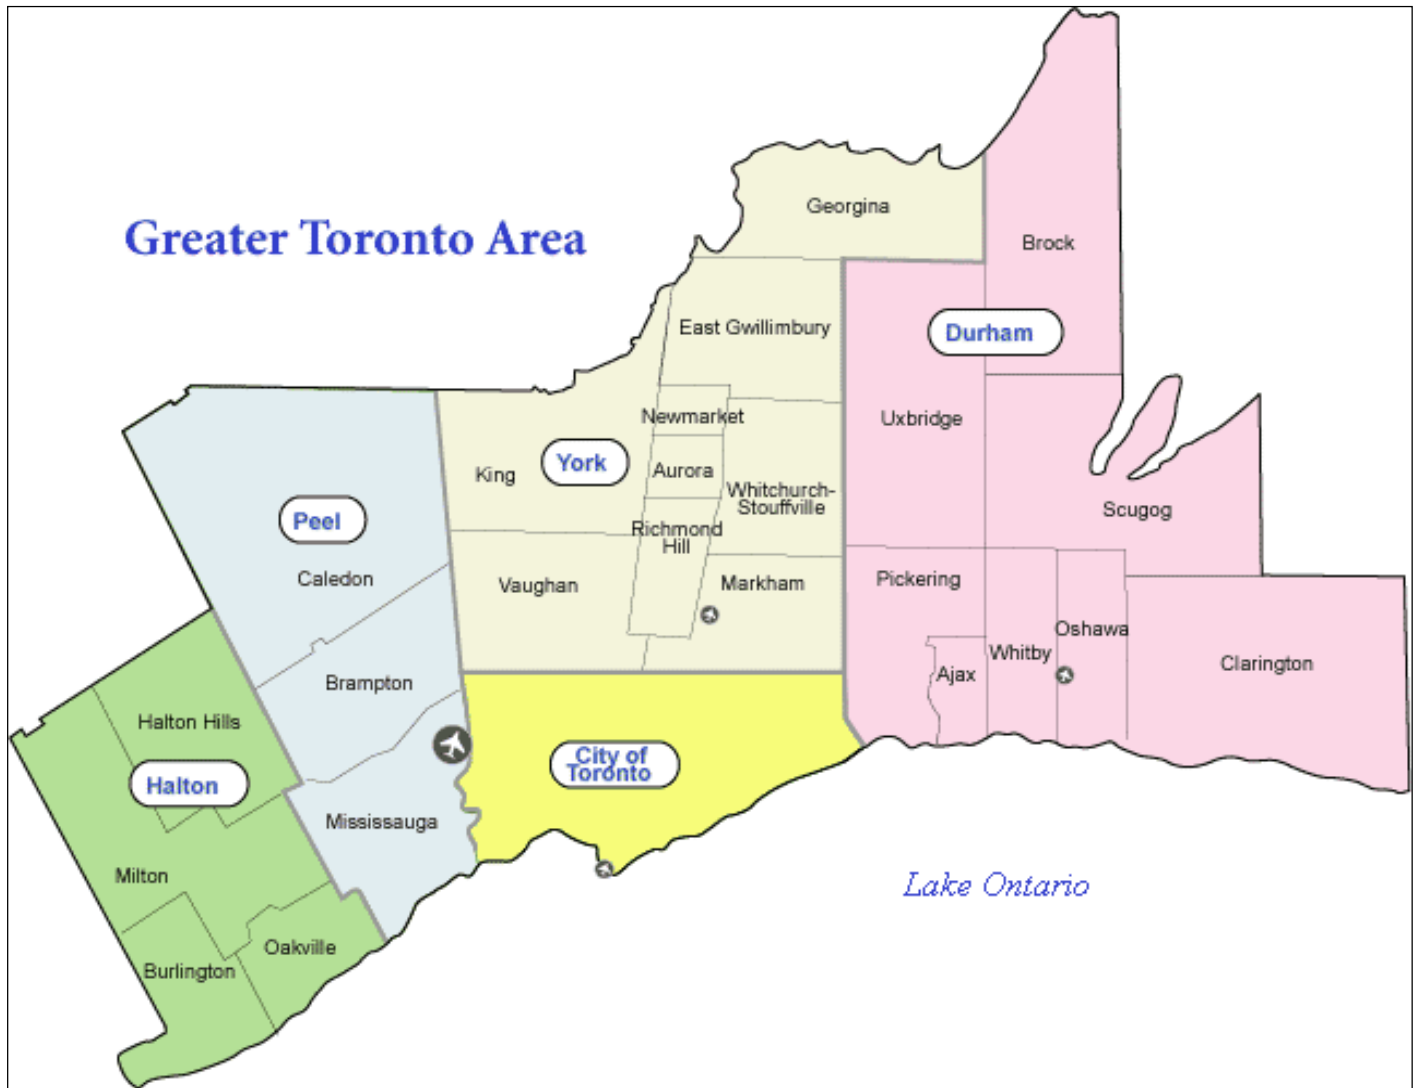 Georgina
Greater Toronto Area
Brock
East Gwillimbury
Durham
Newmarket
Uxbridge
King
York
Aurora
Whitchurch-
Stouffville
Peel
Scugog
Richmond
Hill
Caledon
Vaughan
Markham
Pickering
Oshawa
Whitby
Clarington
Ajax
Brampton
Halton Hills
City of
Toronto
Halton
Mississauga
Milton
Lake Ontario
Oakville
Burlington